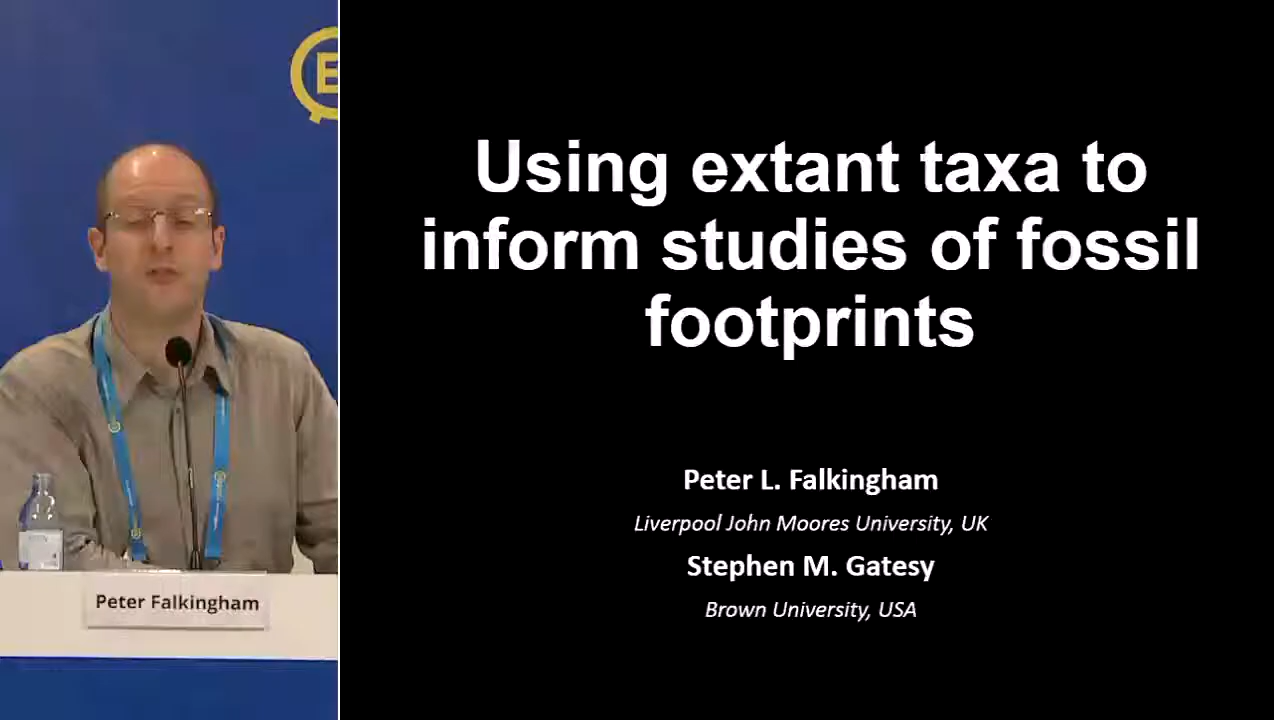 E
Using extant taxa to
inform studies of fossil
footprints
Peter L. Falkingham
Liverpool John Moores University, UK
Stephen M. Gatesy
Brown University, USA
Peter Falkingham